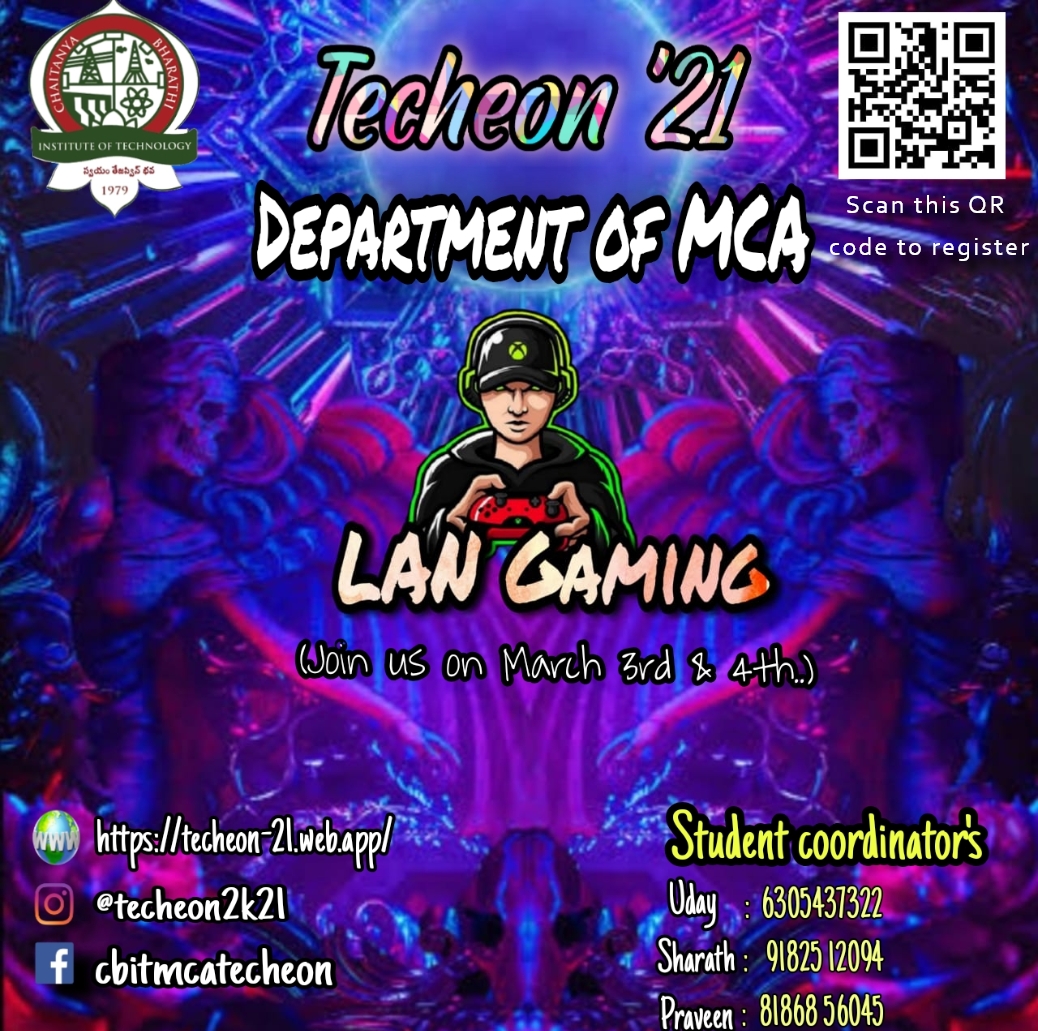 CHAITANYA BHARATHI
INSTITUTE OF TECHNOLOGY
స్వయం తేజస్విన్ భవ
1979
Techeon '21
Scan this QR
code to register
DEPARTMENT OF MCA
LAN GAMING
(Join us on March 3rd & 4th..)
www
https://techeon-21.web.app/
@techeon2k21
cbitmcatecheon
Student coordinator's
Uday : 6305437322
Sharath : 91825 12094
Praveen : 81868 56045